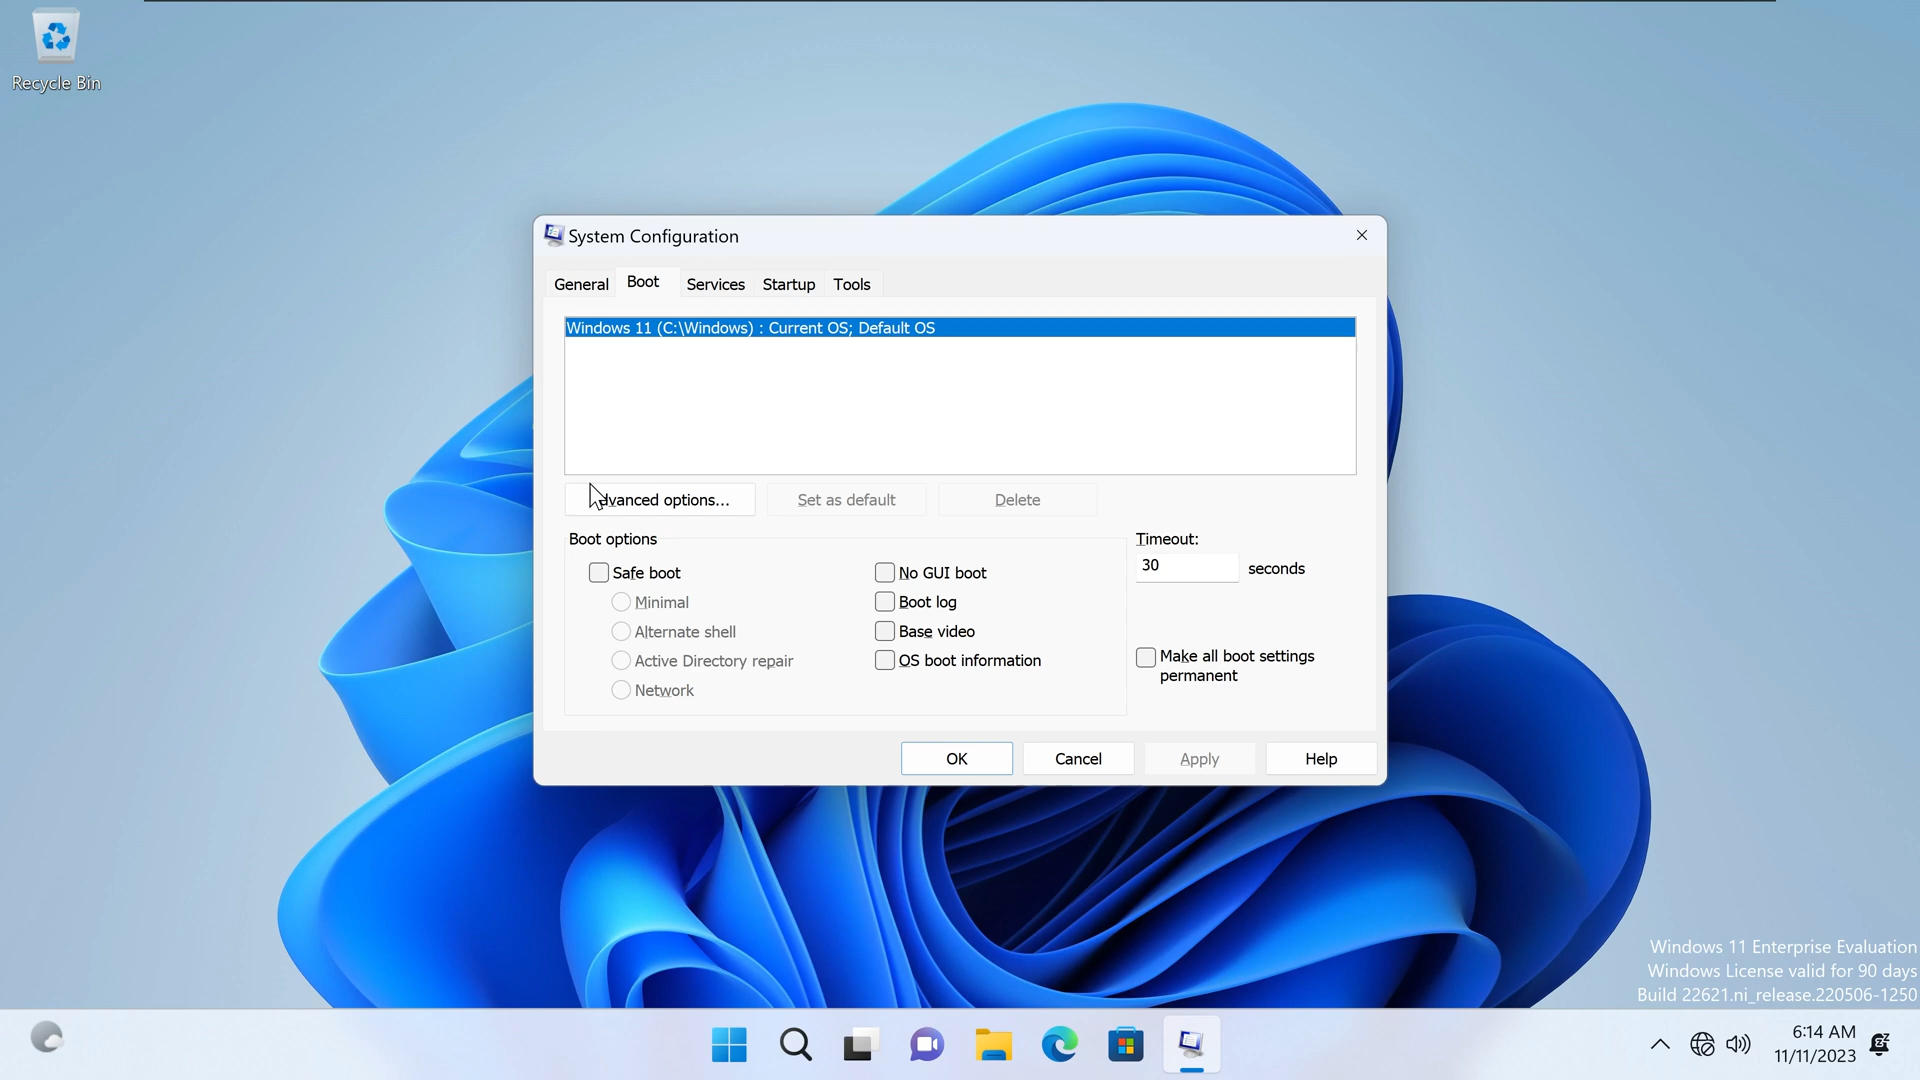 Recycle Bin
System Configuration
General
Boot
Services
Startup
Tools
Windows 11 (C:\Windows) : Current OS; Default OS
dvanced options...
Set as default
Delete
Boot options
Safe boot
Minimal
Alternate shell
Active Directory repair
Network
No GUI boot
Boot log
Base video
OS boot information
Timeout:
30
seconds
Make all boot settings
permanent
OK
Cancel
Apply
Help
Windows 11 Enterprise Evaluation
Windows License valid for 90 days
Build 22621.ni_release.220506-1250
6:14 AM
11/11/2023